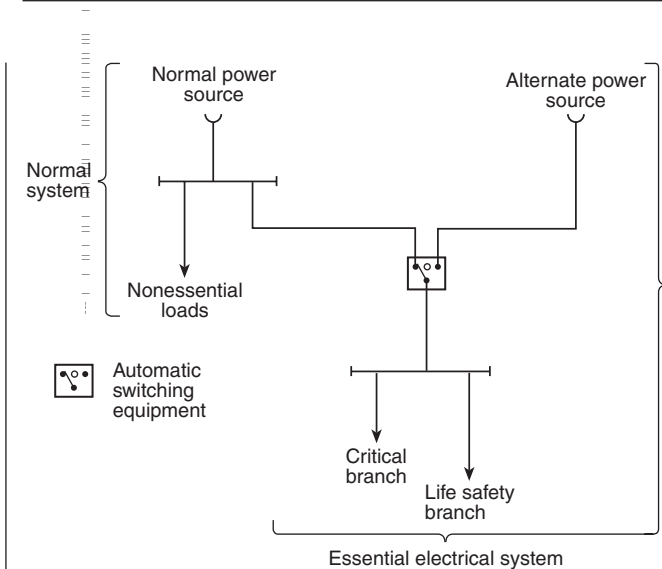 Normal power
source
Alternate power
source
Normal
system
Nonessential
loads
Automatic
switching
equipment
Critical
branch
Life safety
branch
Essential electrical system